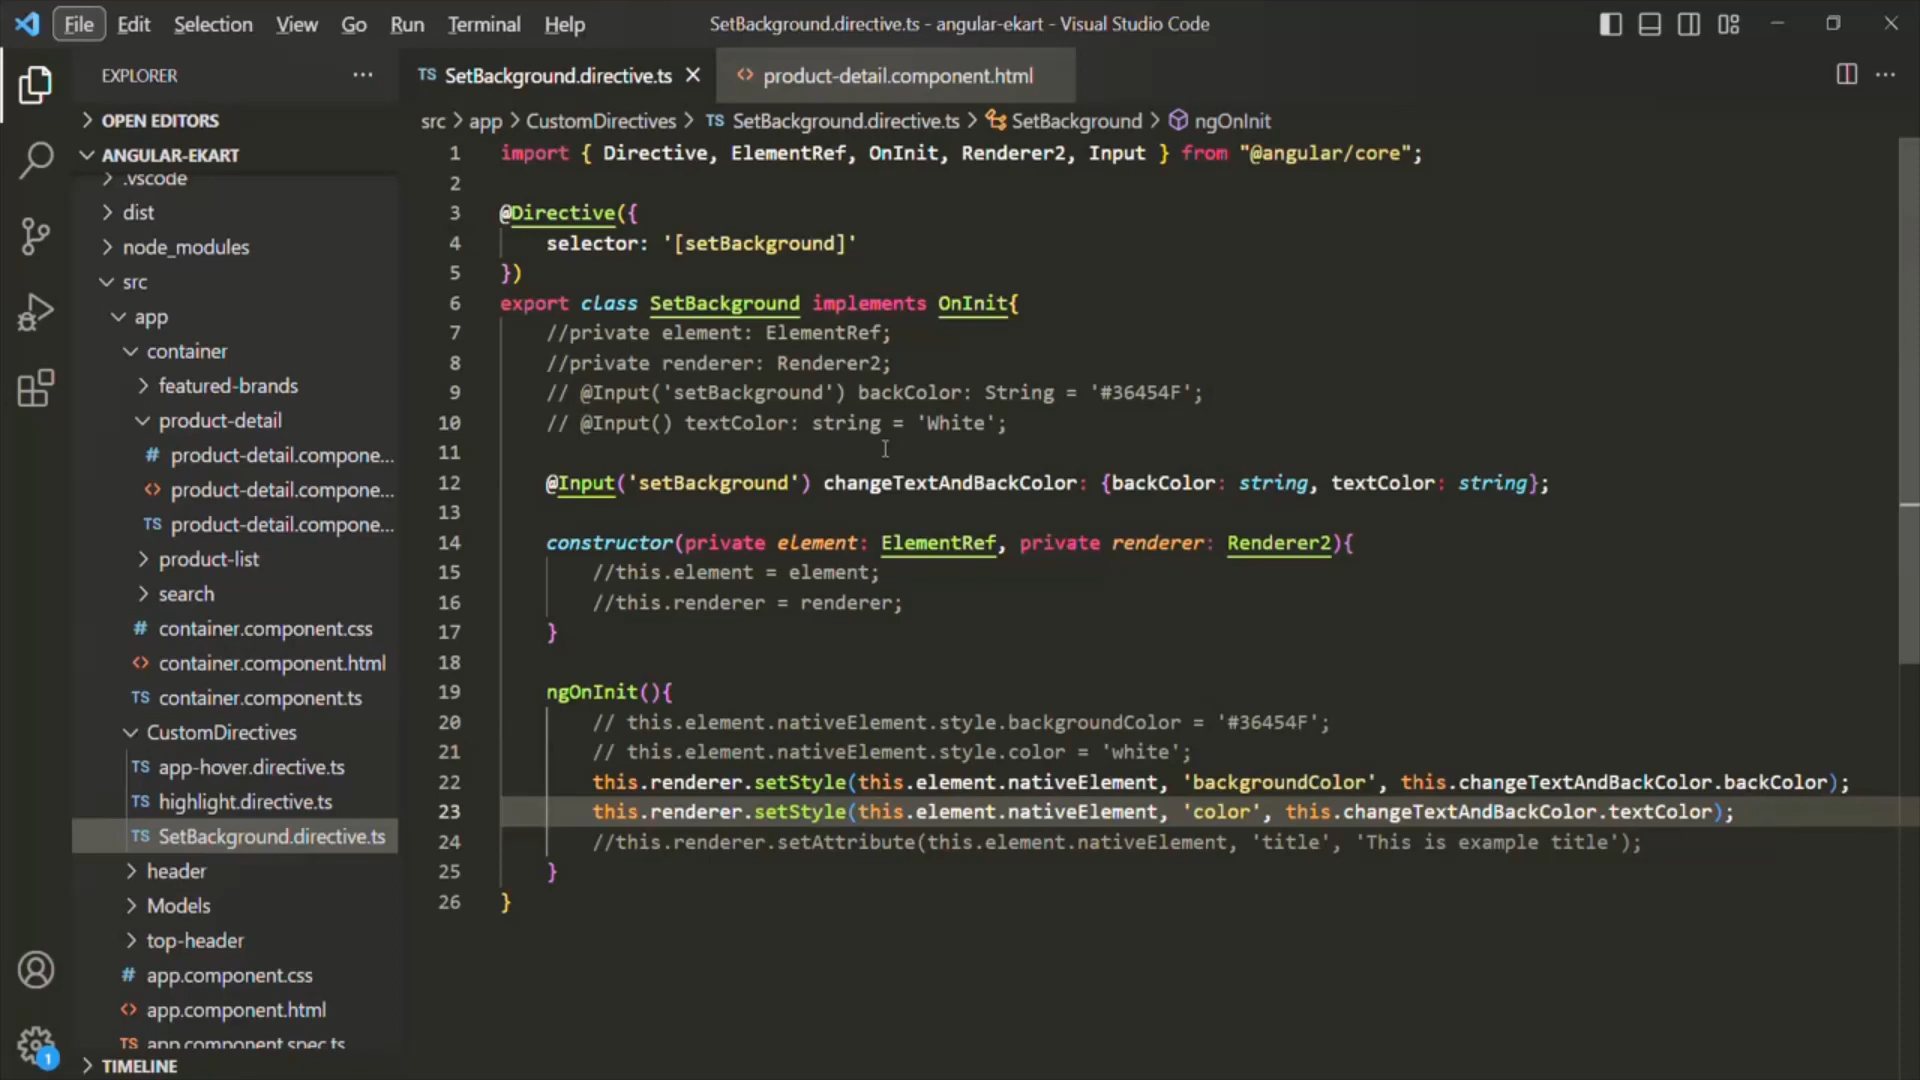 File Edit Selection View Go Run Terminal Help
SetBackground.directive.ts - angular-ekart - Visual Studio Code
EXPLORER
TS SetBackground.directive.ts
<> product-detail.component.html
src > app > CustomDirectives > TS SetBackground.directive.ts > SetBackground > ngOnInit
OPEN EDITORS
ANGULAR-EKART
.vscode
dist
node_modules
src
app
container
featured-brands
product-detail
# product-detail.compone...
<> product-detail.compone...
TS product-detail.compone...
product-list
search
# container.component.css
<> container.component.html
TS container.component.ts
CustomDirectives
TS app-hover.directive.ts
TS highlight.directive.ts
TS SetBackground.directive.ts
header
Models
top-header
# app.component.css
<> app.component.html
TS app.component.spec.ts
TIMELINE
1
1 import { Directive, ElementRef, OnInit, Renderer2, Input } from "@angular/core";
2
3 @Directive({
4 selector: '[setBackground]'
5 })
6 export class SetBackground implements OnInit{
7 //private element: ElementRef;
8 //private renderer: Renderer2;
9 // @Input('setBackground') backColor: String = '#36454F';
10 // @Input() textColor: string = 'White';
11
12 @Input('setBackground') changeTextAndBackColor: {backColor: string, textColor: string};
13
14 constructor(private element: ElementRef, private renderer: Renderer2){
15 //this.element = element;
16 //this.renderer = renderer;
17 }
18
19 ngOnInit(){
20 // this.element.nativeElement.style.backgroundColor = '#36454F';
21 // this.element.nativeElement.style.color = 'white';
22 this.renderer.setStyle(this.element.nativeElement, 'backgroundColor', this.changeTextAndBackColor.backColor);
23 this.renderer.setStyle(this.element.nativeElement, 'color', this.changeTextAndBackColor.textColor);
24 //this.renderer.setAttribute(this.element.nativeElement, 'title', 'This is example title');
25 }
26 }